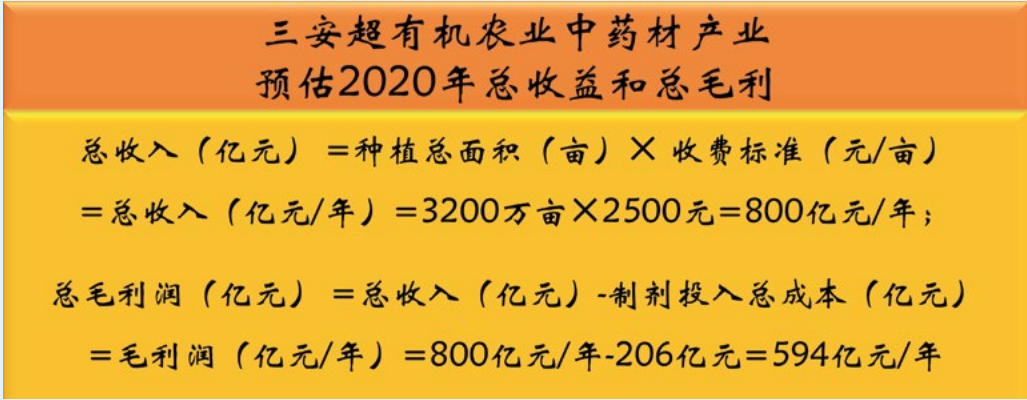 三安超有机农业中药材产业
预估2020年总收益和总毛利
总收入（亿元）=种植总面积（亩）×收费标准（元/亩）
=总收入（亿元/年）=3200万亩×2500元=800亿元/年；
总毛利润（亿元）=总收入（亿元）-制剂投入总成本（亿元）
=毛利润（亿元/年）=800亿元/年-206亿元=594亿元/年